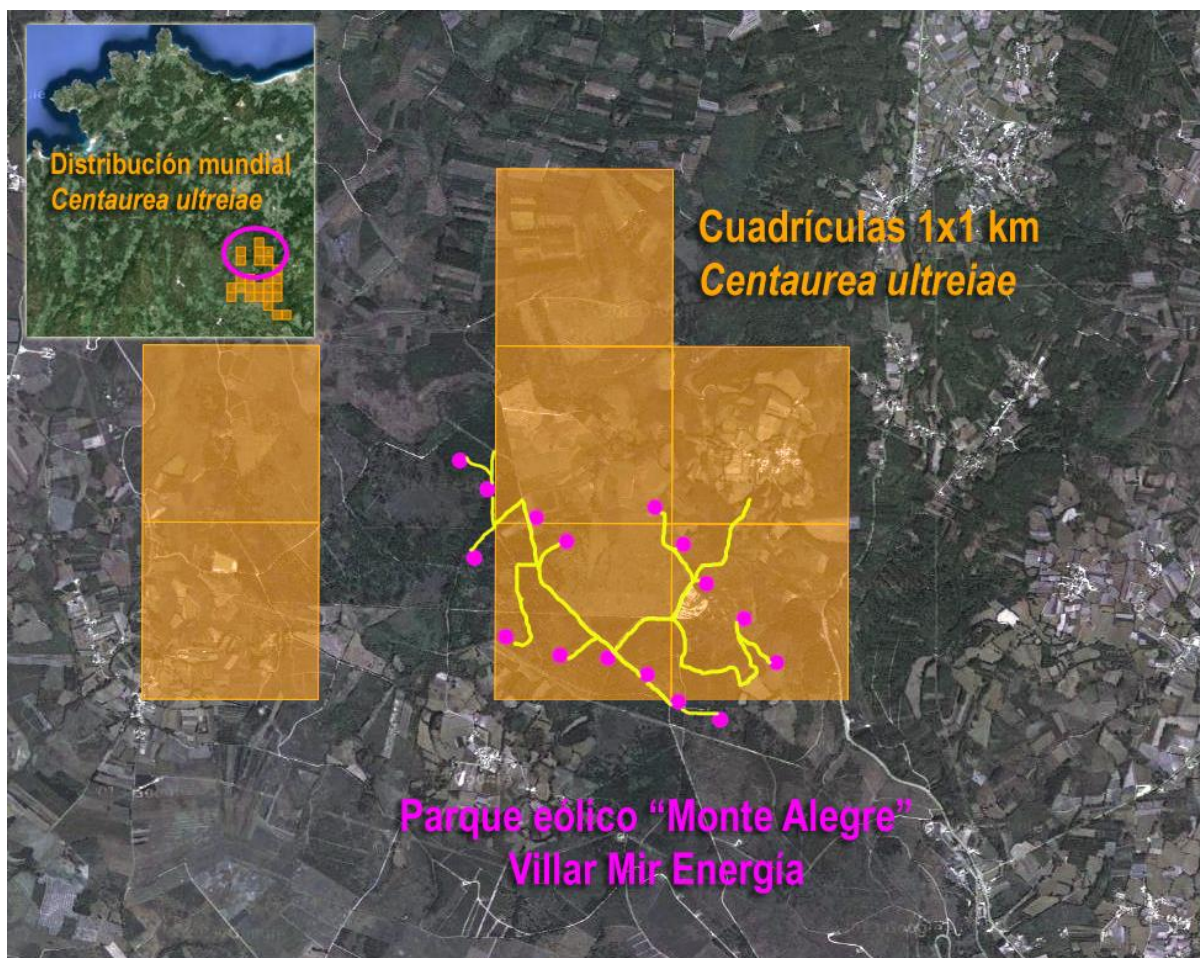 Distribución mundial
Centaurea ultreiae
Cuadrículas 1x1 km
Centaurea ultreiae
Parque eólico “Monte Alegre”
Villar Mir Energía